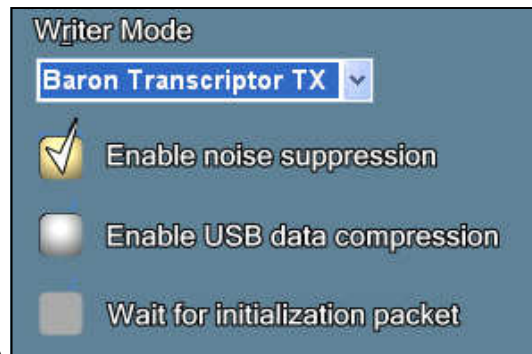 Writer Mode
Baron Transcriptor TX
Enable noise suppression
Enable USB data compression
Wait for initialization packet